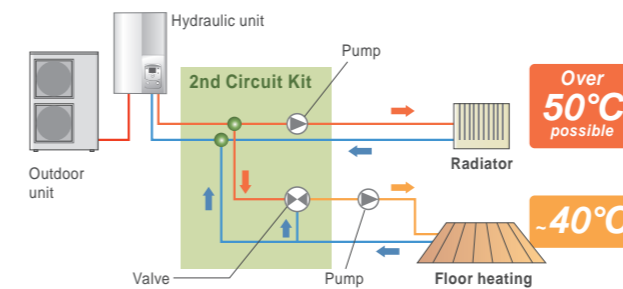 Hydraulic unit
Pump
2nd Circuit Kit
Over
50°C
possible
Radiator
Outdoor
unit
~40°C
Valve
Pump
Floor heating